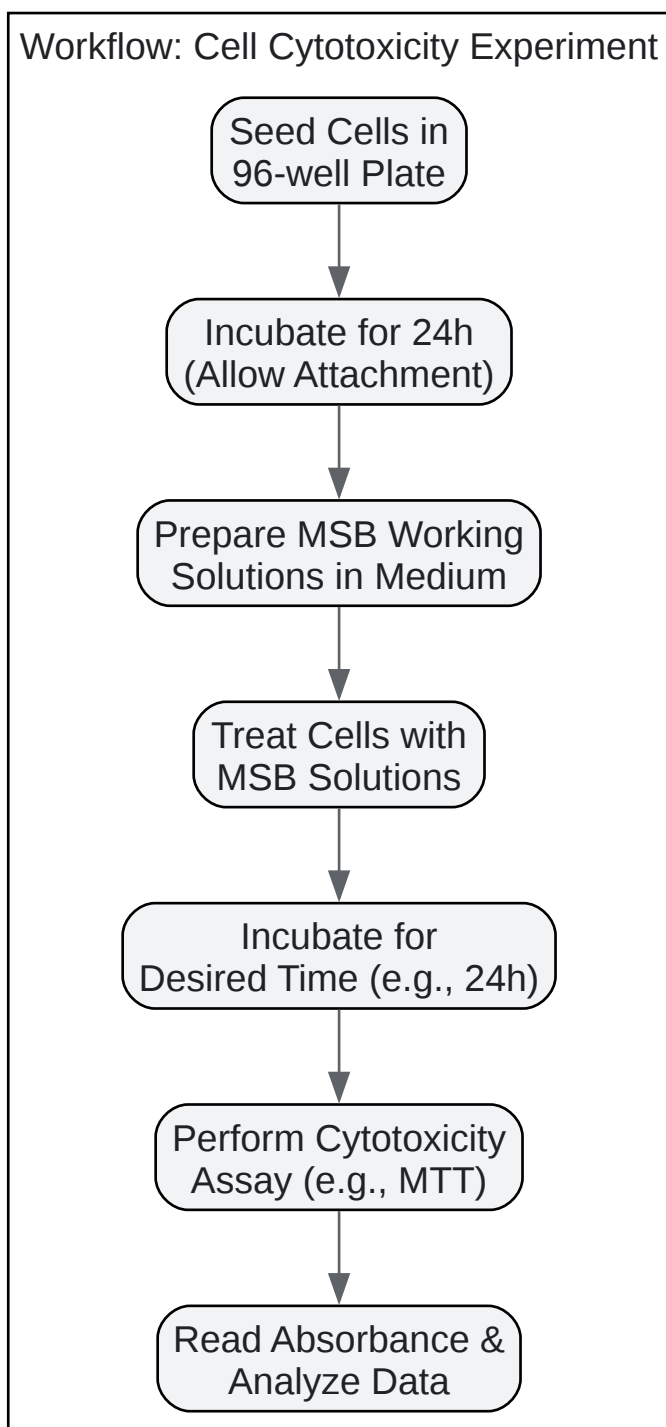 Workflow: Cell Cytotoxicity Experiment
Seed Cells in
96-well Plate
Incubate for 24h
(Allow Attachment)
Prepare MSB Working
Solutions in Medium
Treat Cells with
MSB Solutions
Incubate for
Desired Time (e.g., 24h)
Perform Cytotoxicity
Assay (e.g., MTT)
Read Absorbance &
Analyze Data